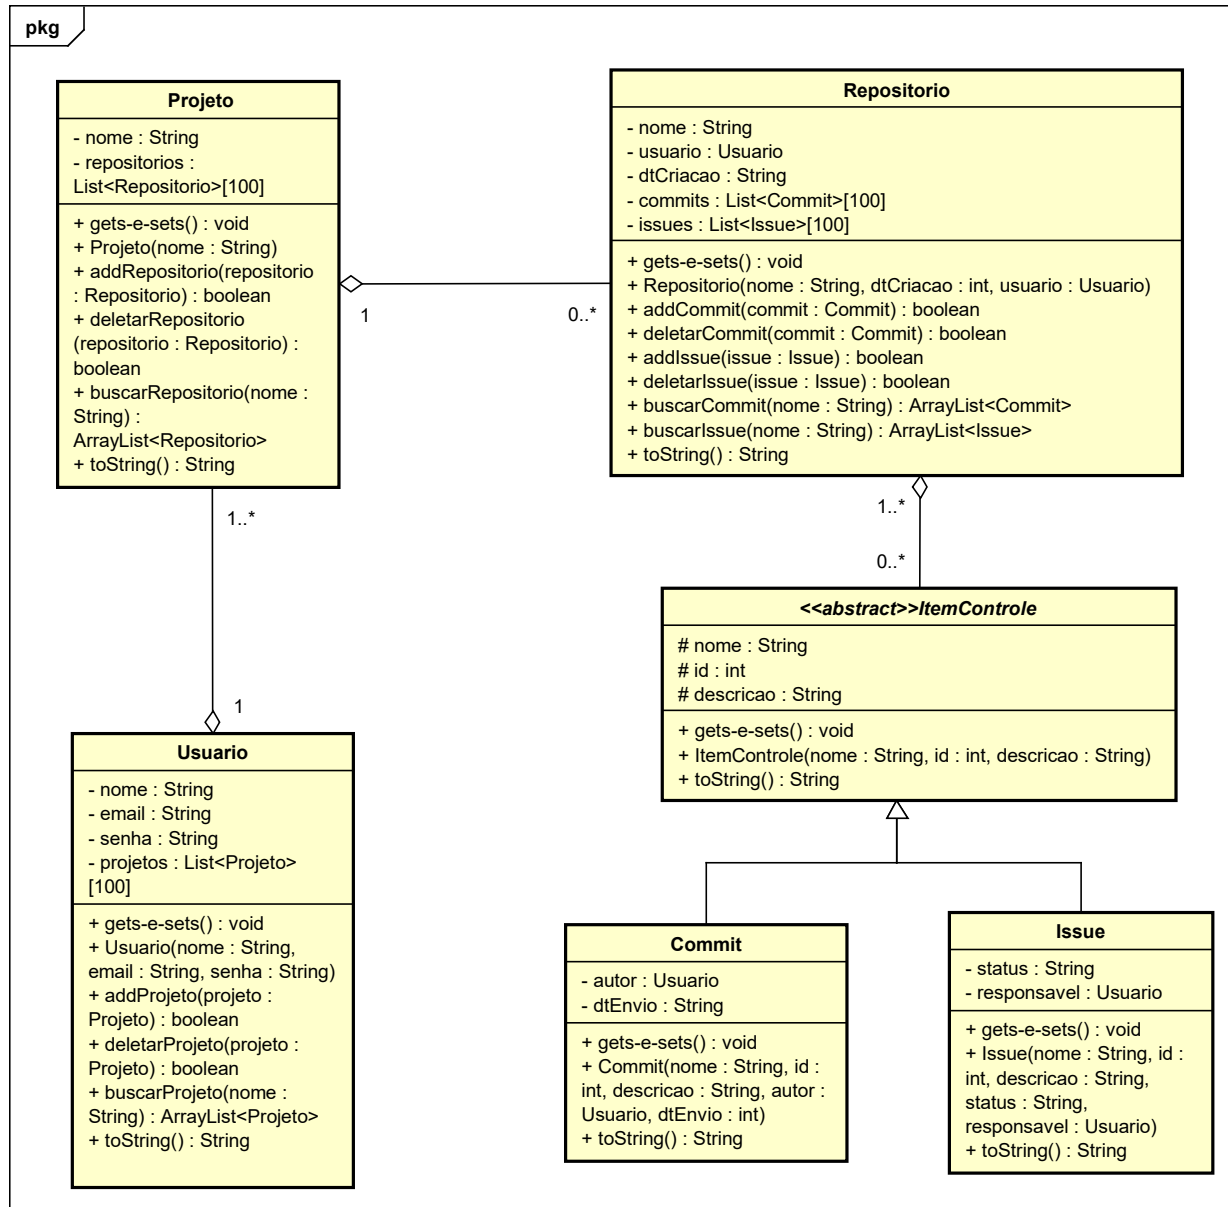 pkg
Projeto
- nome : String
- repositorios :
List<Repositorio>[100]
+ gets-e-sets() : void
+ Projeto(nome : String)
+ addRepositorio(repositorio
: Repositorio) : boolean
+ deletarRepositorio
(repositorio : Repositorio) :
boolean
+ buscarRepositorio(nome :
String) :
ArrayList<Repositorio>
+ toString() : String
Repositorio
- nome : String
- usuario : Usuario
- dtCriacao : String
- commits : List<Commit>[100]
- issues : List<Issue>[100]
+ gets-e-sets() : void
+ Repositorio(nome : String, dtCriacao : int, usuario : Usuario)
+ addCommit(commit : Commit) : boolean
+ deletarCommit(commit : Commit) : boolean
+ addIssue(issue : Issue) : boolean
+ deletarIssue(issue : Issue) : boolean
+ buscarCommit(nome : String) : ArrayList<Commit>
+ buscarIssue(nome : String) : ArrayList<Issue>
+ toString() : String
1
0..*
1..*
1
1..*
0..*
<<abstract>>ItemControle
# nome : String
# id : int
# descricao : String
+ gets-e-sets() : void
+ ItemControle(nome : String, id : int, descricao : String)
+ toString() : String
Usuario
- nome : String
- email : String
- senha : String
- projetos : List<Projeto>
[100]
+ gets-e-sets() : void
+ Usuario(nome : String,
email : String, senha : String)
+ addProjeto(projeto :
Projeto) : boolean
+ deletarProjeto(projeto :
Projeto) : boolean
+ buscarProjeto(nome :
String) : ArrayList<Projeto>
+ toString() : String
Commit
- autor : Usuario
- dtEnvio : String
+ gets-e-sets() : void
+ Commit(nome : String, id :
int, descricao : String, autor :
Usuario, dtEnvio : int)
+ toString() : String
Issue
- status : String
- responsavel : Usuario
+ gets-e-sets() : void
+ Issue(nome : String, id :
int, descricao : String,
status : String,
responsavel : Usuario)
+ toString() : String